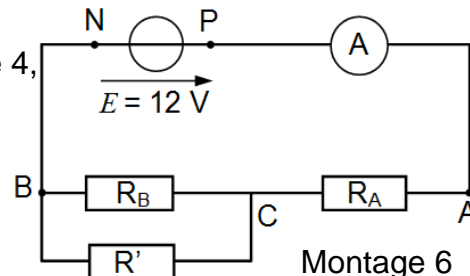 N P A
e 4,
E = 12 V
B R_B R_A
C A
R' Montage 6